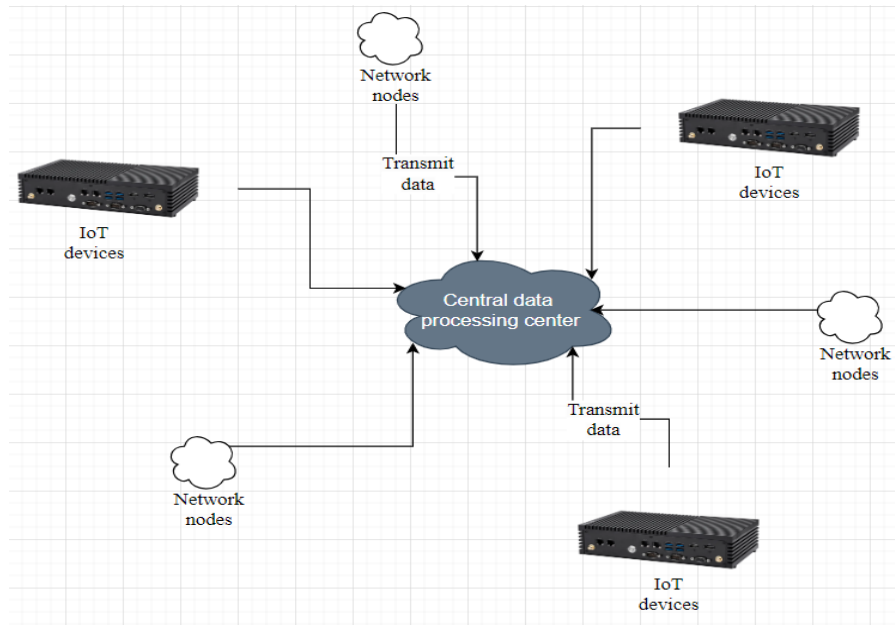 Network
nodes
Transmit
data
IoT
devices
IoT
devices
Central data
processing center
Network
nodes
Transmit
data
Network
nodes
IoT
devices